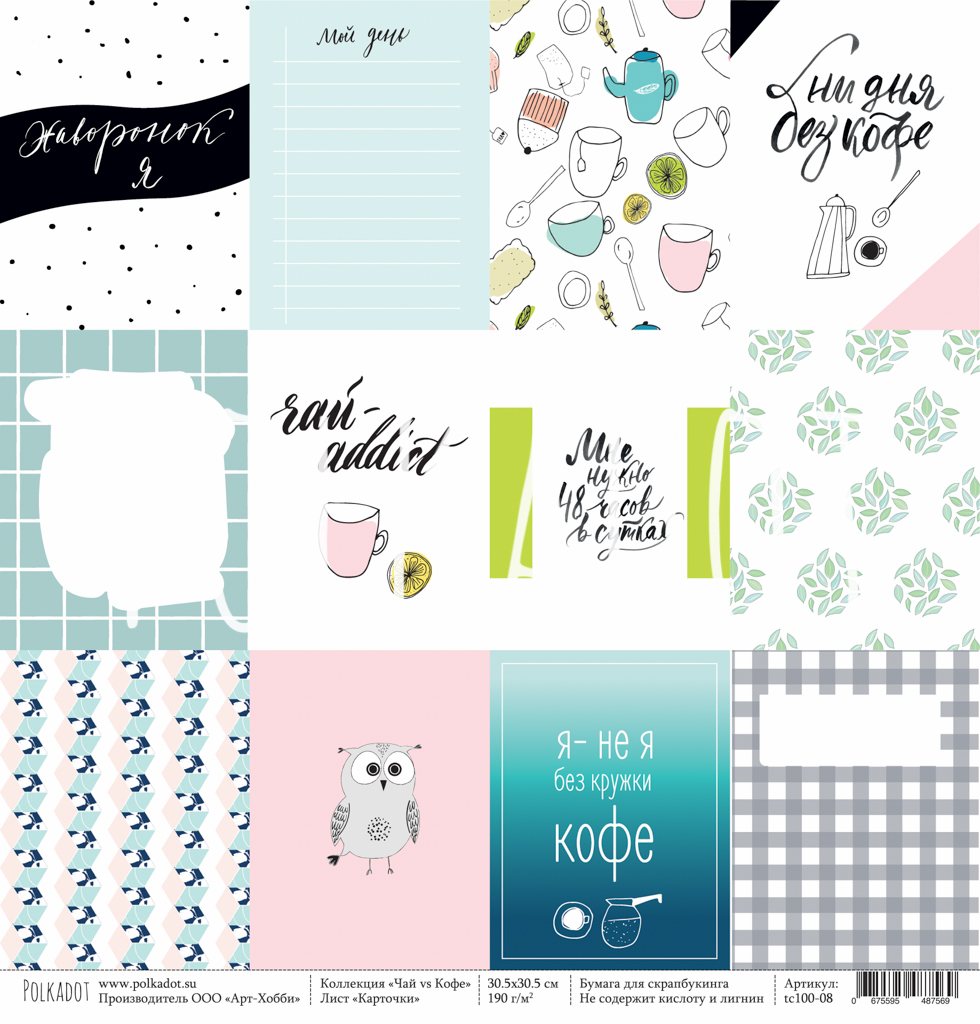 Жаворонок
я
Мой день
ни дня
без кофе
чай-
addict
Мне
нужно
48 часов
в сутках
я- не я
без кружки
кофе
POLKADOT
www.polkadot.su
Производитель ООО «Арт-Хобби»
Коллекция «Чай vs Кофе»
Лист «Карточки»
30.5х30.5 см
190 г/м²
Бумага для скрапбукинга
Не содержит кислоту и лигнин
Артикул:
tc100-08
0 675595 487569